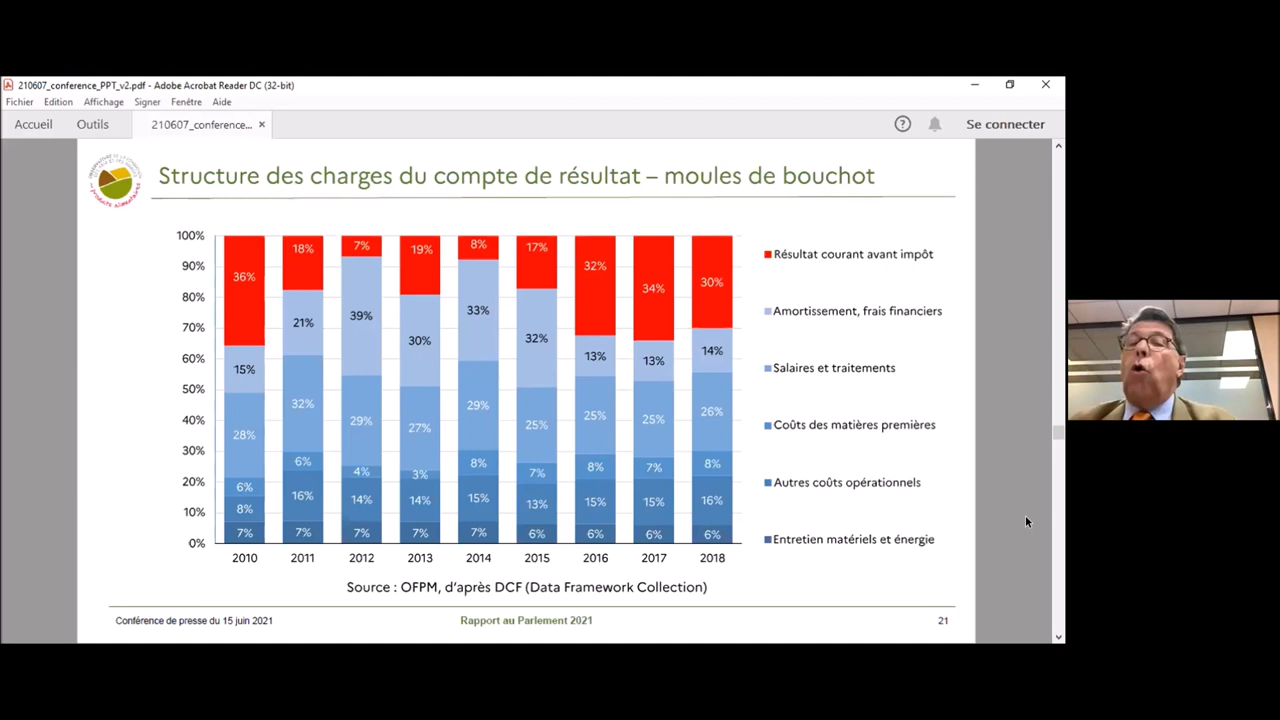 210607_conference_PPT_v2.pdf - Adobe Acrobat Reader DC (32-bit)
Fichier Edition Affichage Signer Fenêtre Aide
Accueil Outils 210607_conference... × Se connecter
Structure des charges du compte de résultat – moules de bouchot
100%
90%
80%
70%
60%
50%
40%
30%
20%
10%
0%
36% 18% 7% 19% 8% 17% 32% 34% 30%
15% 21% 39% 30% 33% 32% 13% 13% 14%
28% 32% 29% 27% 29% 25% 25% 25% 26%
6% 6% 4% 3% 8% 7% 8% 7% 8%
8% 16% 14% 14% 15% 13% 15% 15% 16%
7% 7% 7% 7% 7% 6% 6% 6% 6%
2010 2011 2012 2013 2014 2015 2016 2017 2018
Résultat courant avant impôt
Amortissement, frais financiers
Salaires et traitements
Coûts des matières premières
Autres coûts opérationnels
Entretien matériels et énergie
Source : OFPM, d'après DCF (Data Framework Collection)
Conférence de presse du 15 juin 2021 Rapport au Parlement 2021 21